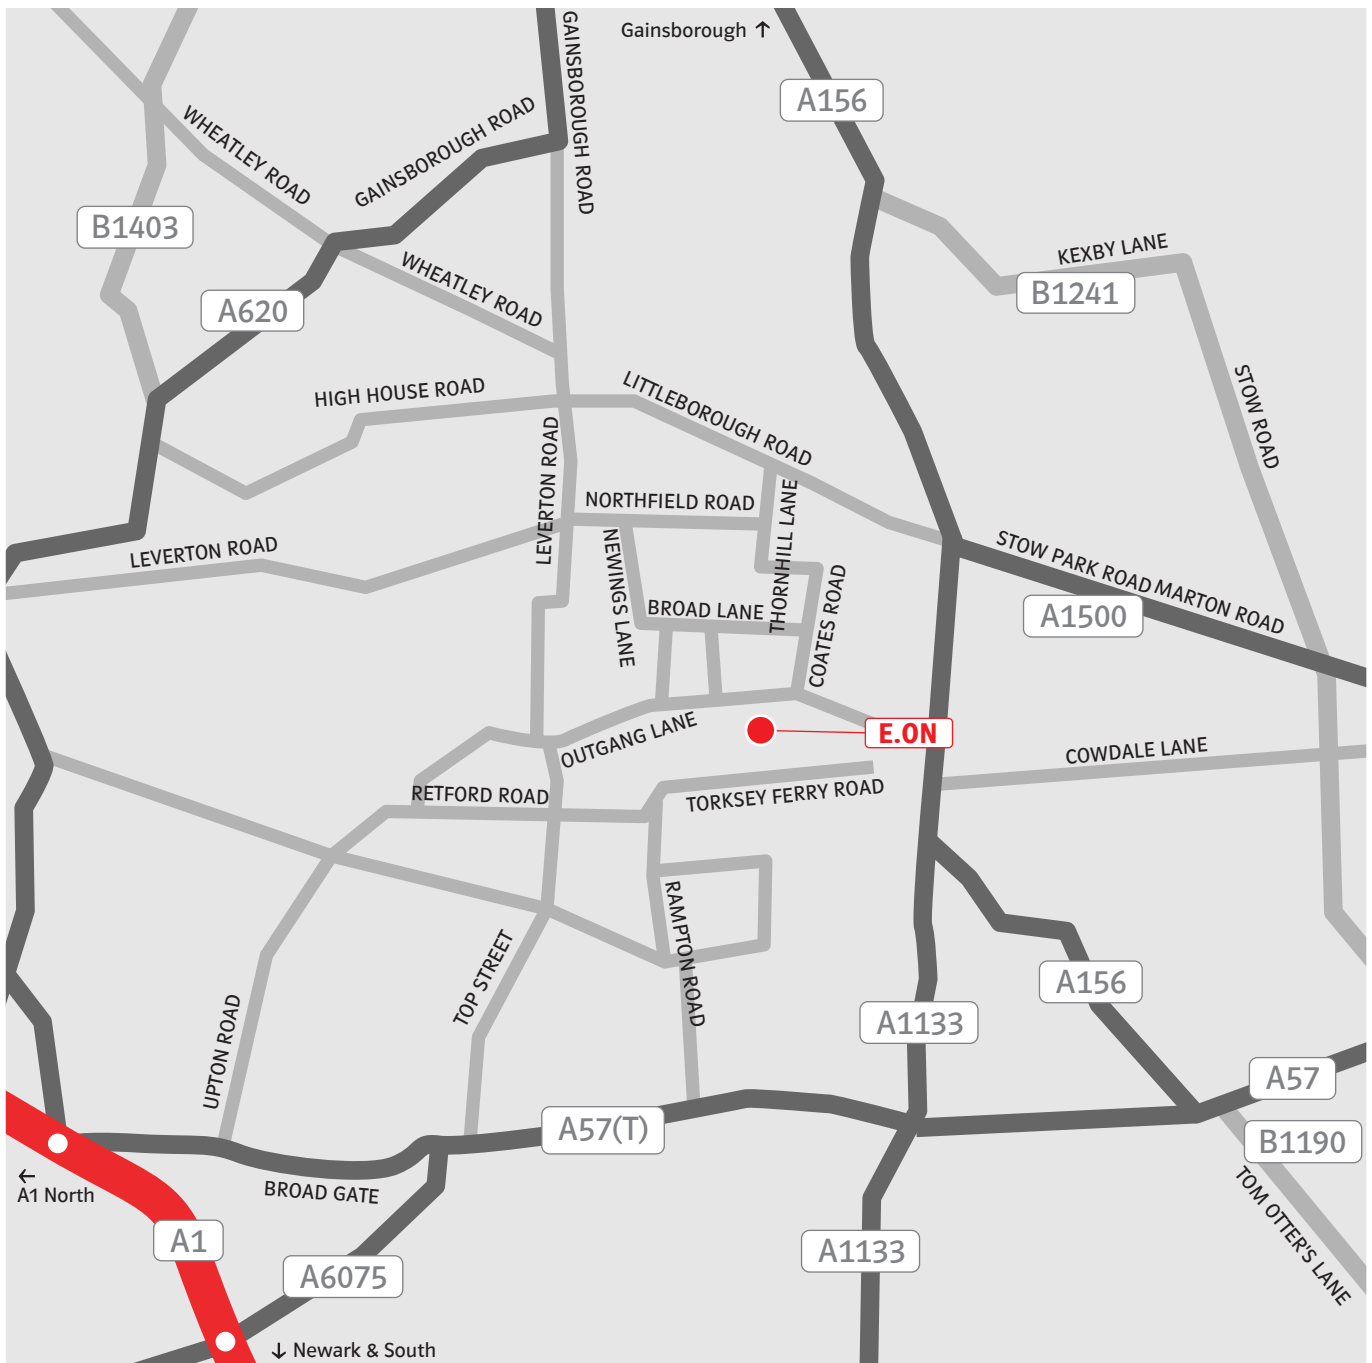 Gainsborough ↑
GAINSBOROUGH ROAD
A156
WHEATLEY ROAD
GAINSBOROUGH ROAD
B1403
KEXBY LANE
B1241
WHEATLEY ROAD
A620
STOW ROAD
HIGH HOUSE ROAD
LITTLEBOROUGH ROAD
LEVERTON ROAD
NORTHFIELD ROAD
THORNHILL LANE
LEVERTON ROAD
NEWINGS LANE
STOW PARK ROAD
MARTON ROAD
A1500
BROAD LANE
COATES ROAD
OUTGANG LANE
E.ON
COWDALE LANE
RETFORD ROAD
TORKSEY FERRY ROAD
RAMPTON ROAD
TOP STREET
A156
UPTON ROAD
A1133
A57
A57(T)
B1190
← A1 North
BROAD GATE
TOM OTTER'S LANE
A1
A1133
A6075
↓ Newark & South